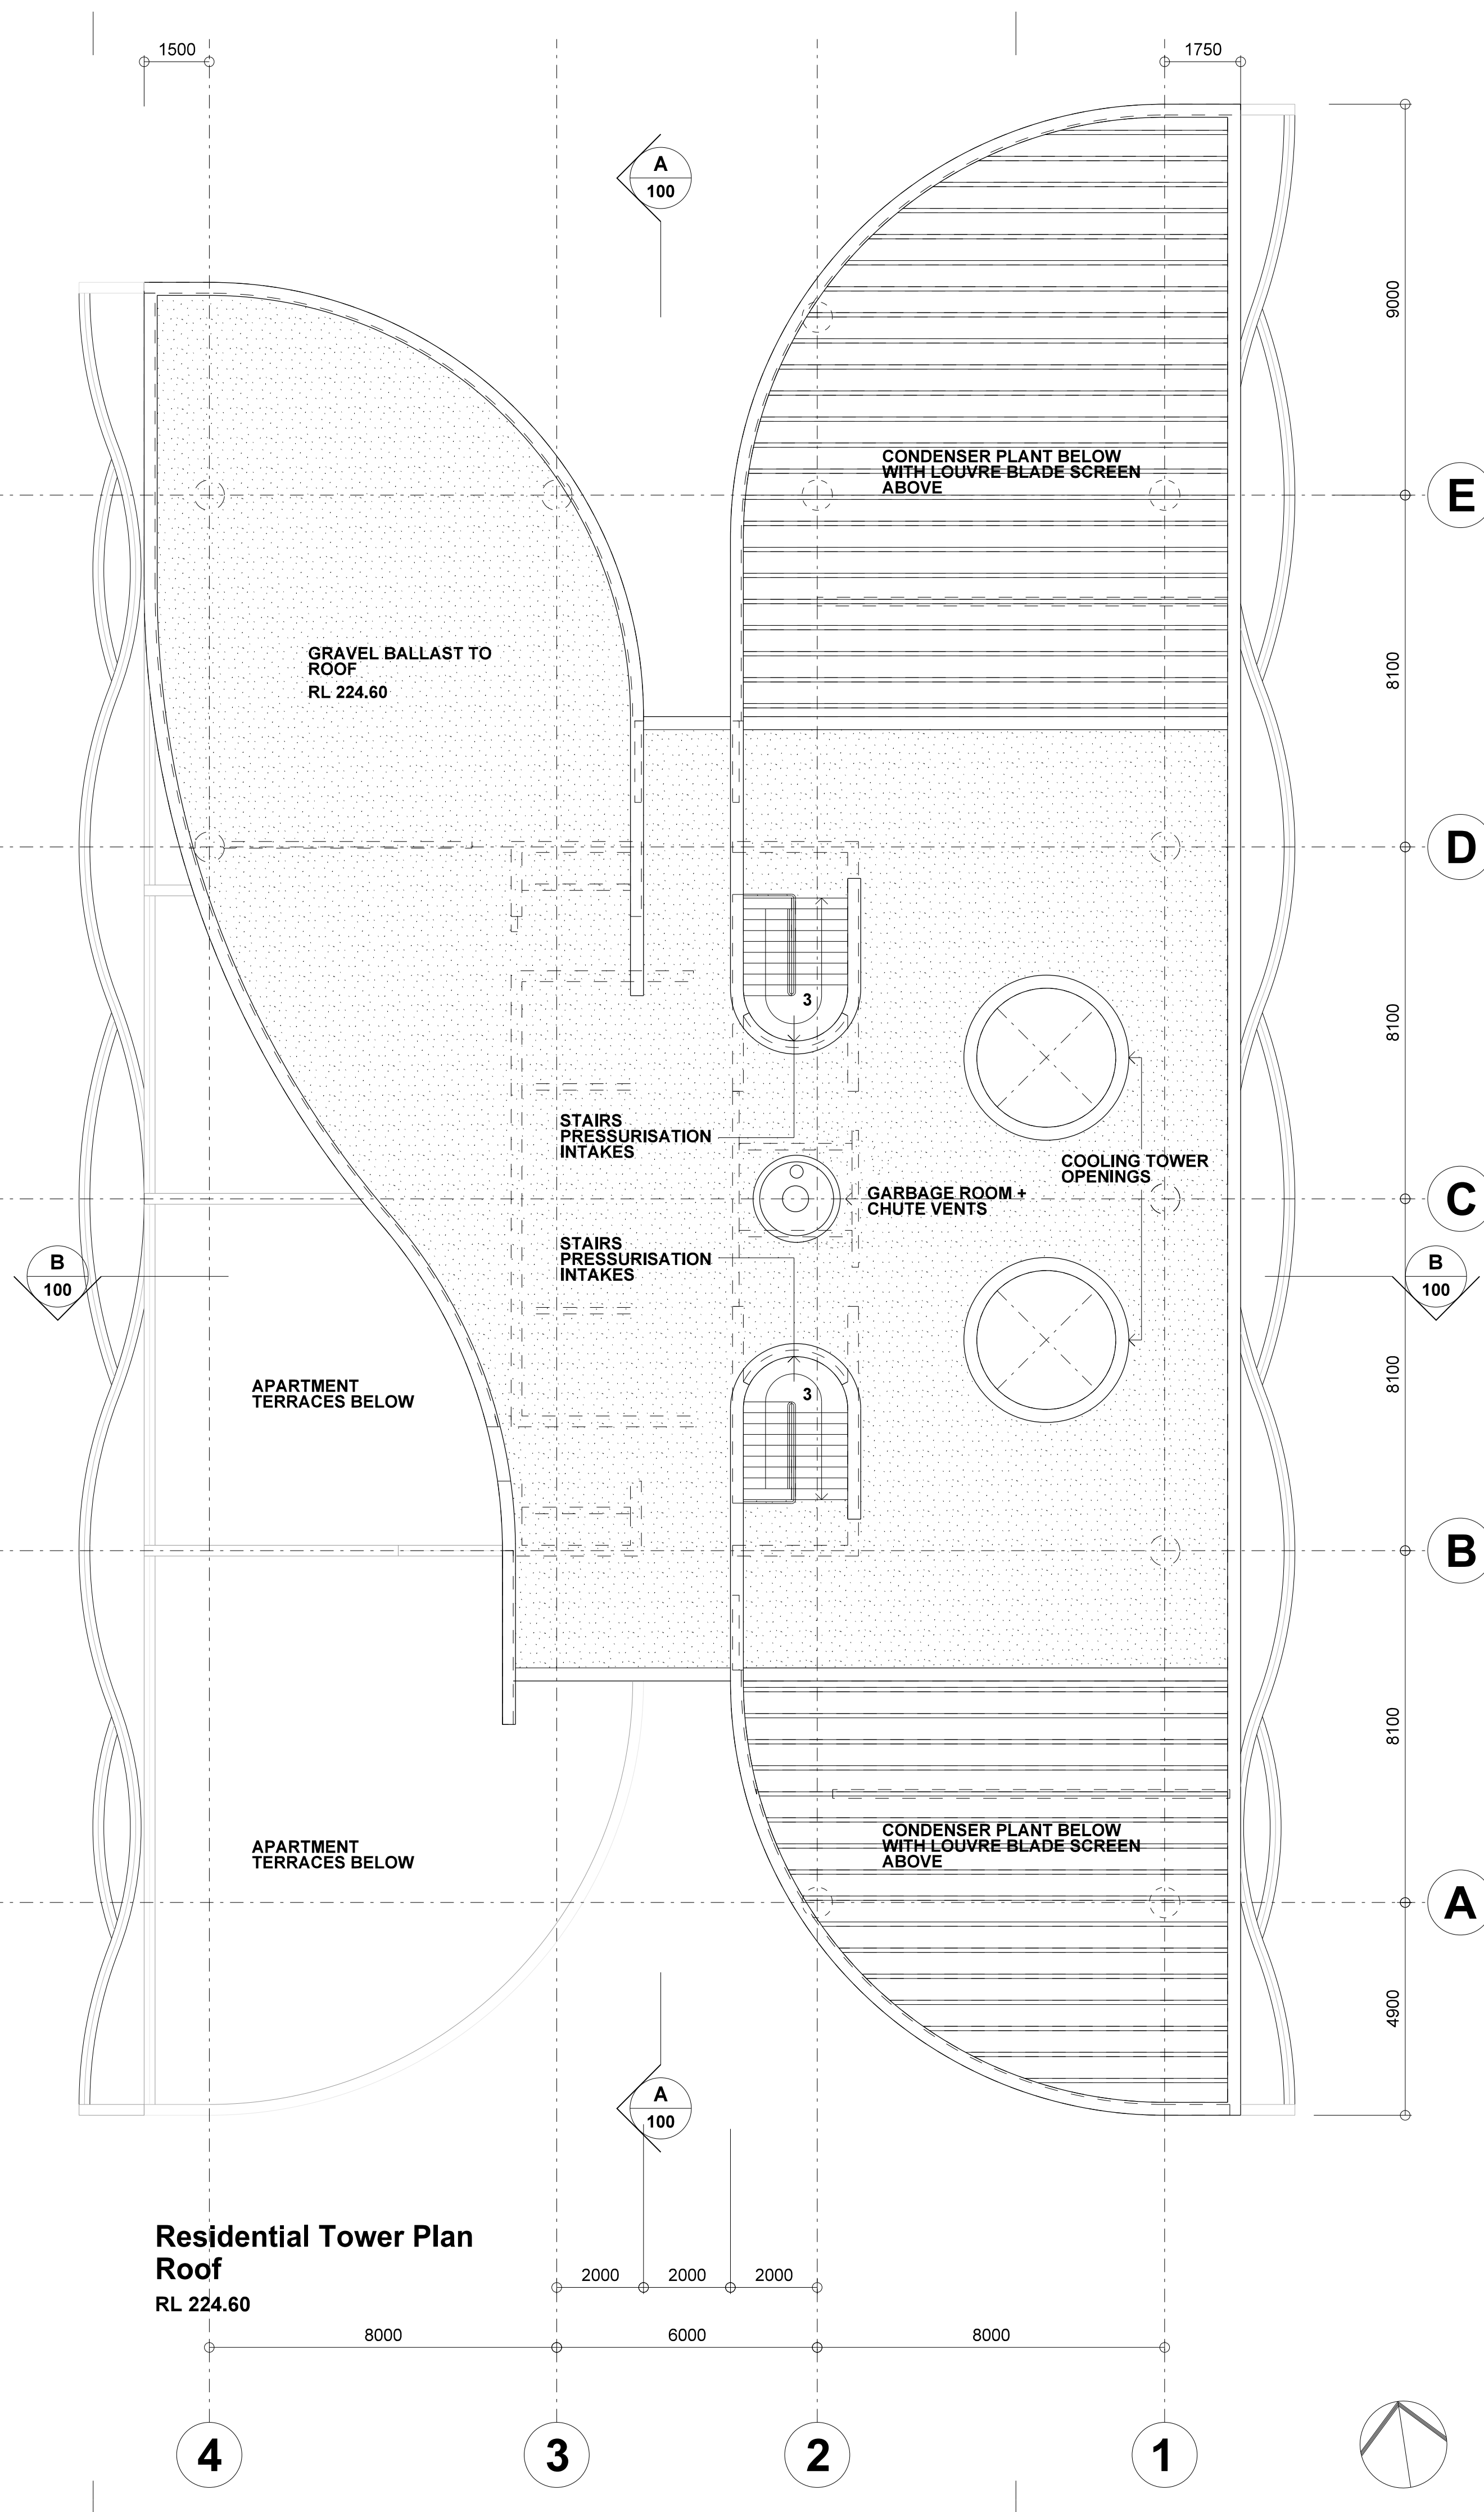 1500
1750
A
100
9000
CONDENSER PLANT BELOW
WITH LOUVRE BLADE SCREEN
ABOVE
E
GRAVEL BALLAST TO
ROOF
RL 224.60
8100
D
3
8100
STAIRS
PRESSURISATION
INTAKES
COOLING TOWER
OPENINGS
GARBAGE ROOM +
CHUTE VENTS
C
STAIRS
PRESSURISATION
INTAKES
B
100
B
100
8100
3
APARTMENT
TERRACES BELOW
B
8100
CONDENSER PLANT BELOW
WITH LOUVRE BLADE SCREEN
ABOVE
APARTMENT
TERRACES BELOW
A
4900
A
100
Residential Tower Plan
Roof
RL 224.60
2000
2000
2000
8000
6000
8000
4
3
2
1